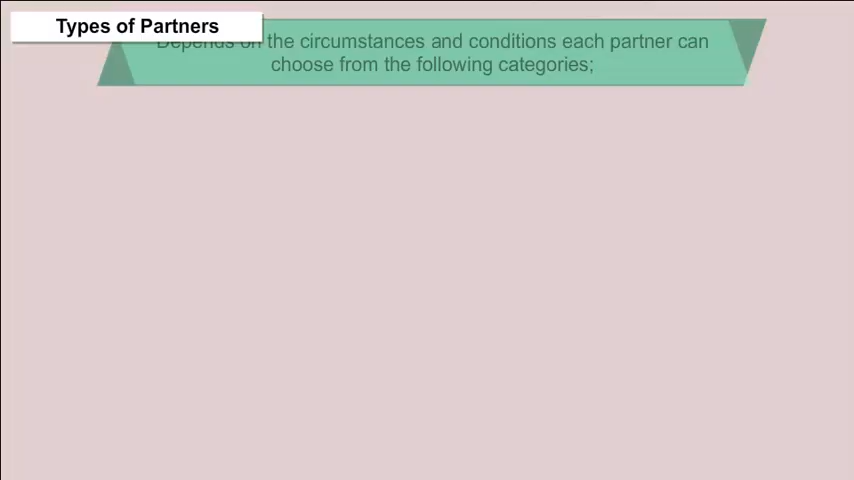 Types of Partners
Depends on the circumstances and conditions each partner can
choose from the following categories;